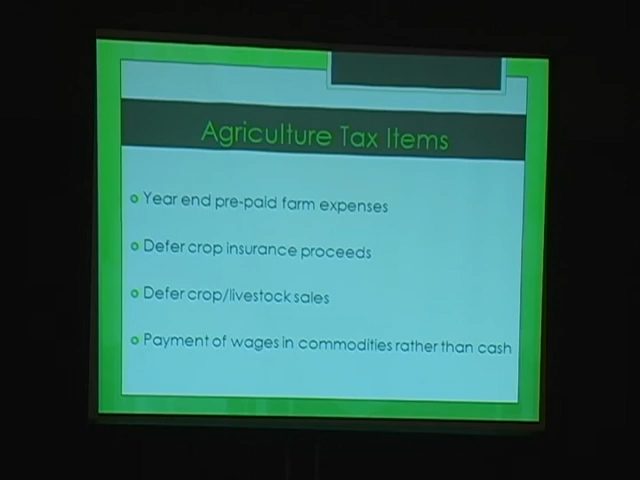 Agriculture Tax Items
Year end pre-paid farm expenses
Defer crop insurance proceeds
Defer crop/livestock sales
Payment of wages in commodities rather than cash